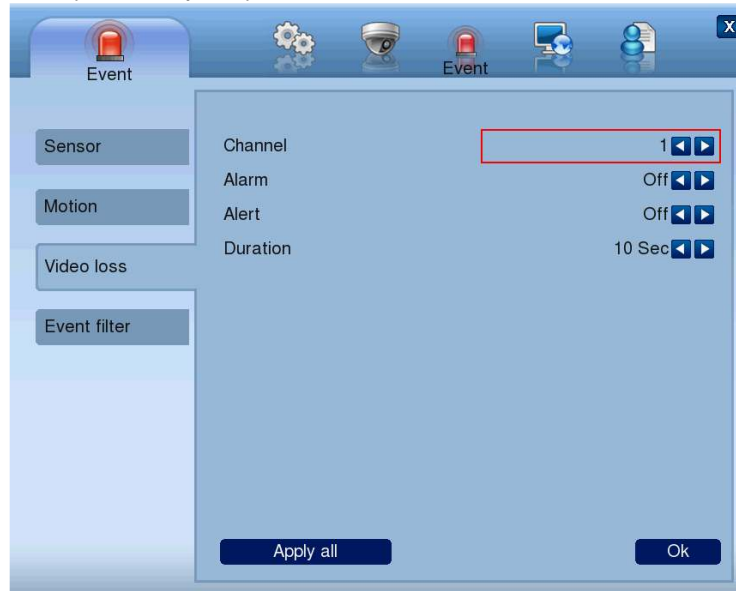 Event
Event
X
Sensor
Motion
Video loss
Event filter
Channel 1
Alarm Off
Alert Off
Duration 10 Sec
Apply all
Ok